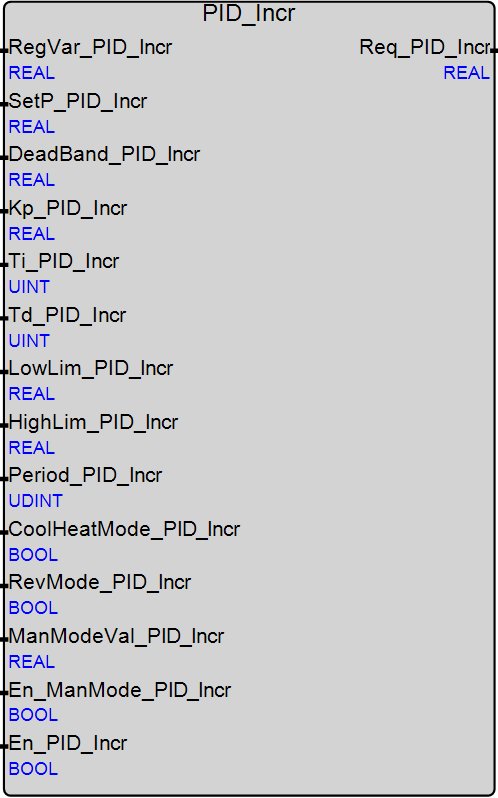 PID_Incr
RegVar_PID_Incr Req_PID_Incr
REAL REAL
SetP_PID_Incr
REAL
DeadBand_PID_Incr
REAL
Kp_PID_Incr
REAL
Ti_PID_Incr
UINT
Td_PID_Incr
UINT
LowLim_PID_Incr
REAL
HighLim_PID_Incr
REAL
Period_PID_Incr
UDINT
CoolHeatMode_PID_Incr
BOOL
RevMode_PID_Incr
BOOL
ManModeVal_PID_Incr
REAL
En_ManMode_PID_Incr
BOOL
En_PID_Incr
BOOL